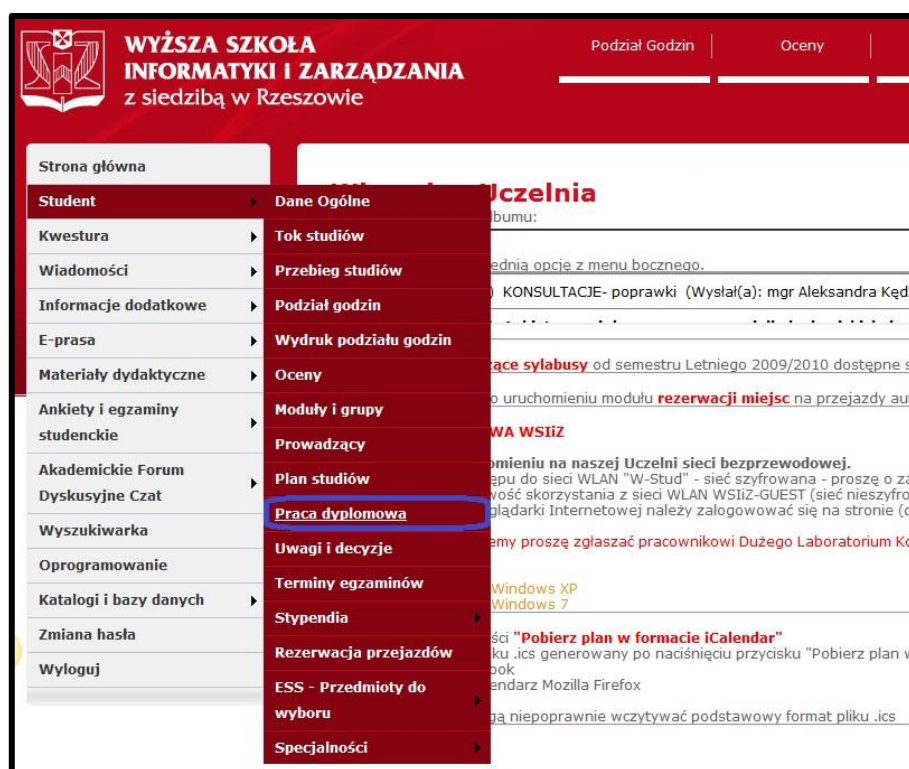 WYŻSZA SZKOŁA
INFORMATYKI i ZARZĄDZANIA
z siedzibą w Rzeszowie
Podział Godzin
Oceny
Strona główna
Student
Kwestura
Wiadomości
Informacje dodatkowe
E-prasa
Materiały dydaktyczne
Ankiety i egzaminy
studenckie
Akademickie Forum
Dyskusyjne Czat
Wyszukiwarka
Oprogramowanie
Katalogi i bazy danych
Zmiana hasła
Wyloguj
Dane Ogólne
Tok studiów
Przebieg studiów
Podział godzin
Wydruk podziału godzin
Oceny
Moduły i grupy
Prowadzący
Plan studiów
Praca dyplomowa
Uwagi i decyzje
Terminy egzaminów
Stypendia
Rezerwacja przejazdów
ESS - Przedmioty do
wyboru
Specjalności
Uczelnia
lbumu:
ednią opcję z menu bocznego.
) KONSULTACJE- poprawki (Wysłał(a): mgr Aleksandra Kęd
ące sylabusy od semestru Letniego 2009/2010 dostępne s
o uruchomieniu modułu rezerwacji miejsc na przejazdy au
WA WSIiZ
omieniu na naszej Uczelni sieci bezprzewodowej.
ępu do sieci WLAN "W-Stud" - sieć szyfrowana - proszę o za
wość skorzystania z sieci WLAN WSIiZ-GUEST (sieć nieszyfro
glądarki Internetowej należy zalogowować się na stronie (d
emy proszę zgłaszać pracownikowi Dużego Laboratorium Ko
Windows XP
Windows 7
ści "Pobierz plan w formacie iCalendar"
ku .ics generowany po naciśnięciu przycisku "Pobierz plan w
ook
endarz Mozilla Firefox
gą niepoprawnie wczytywać podstawowy format pliku .ics